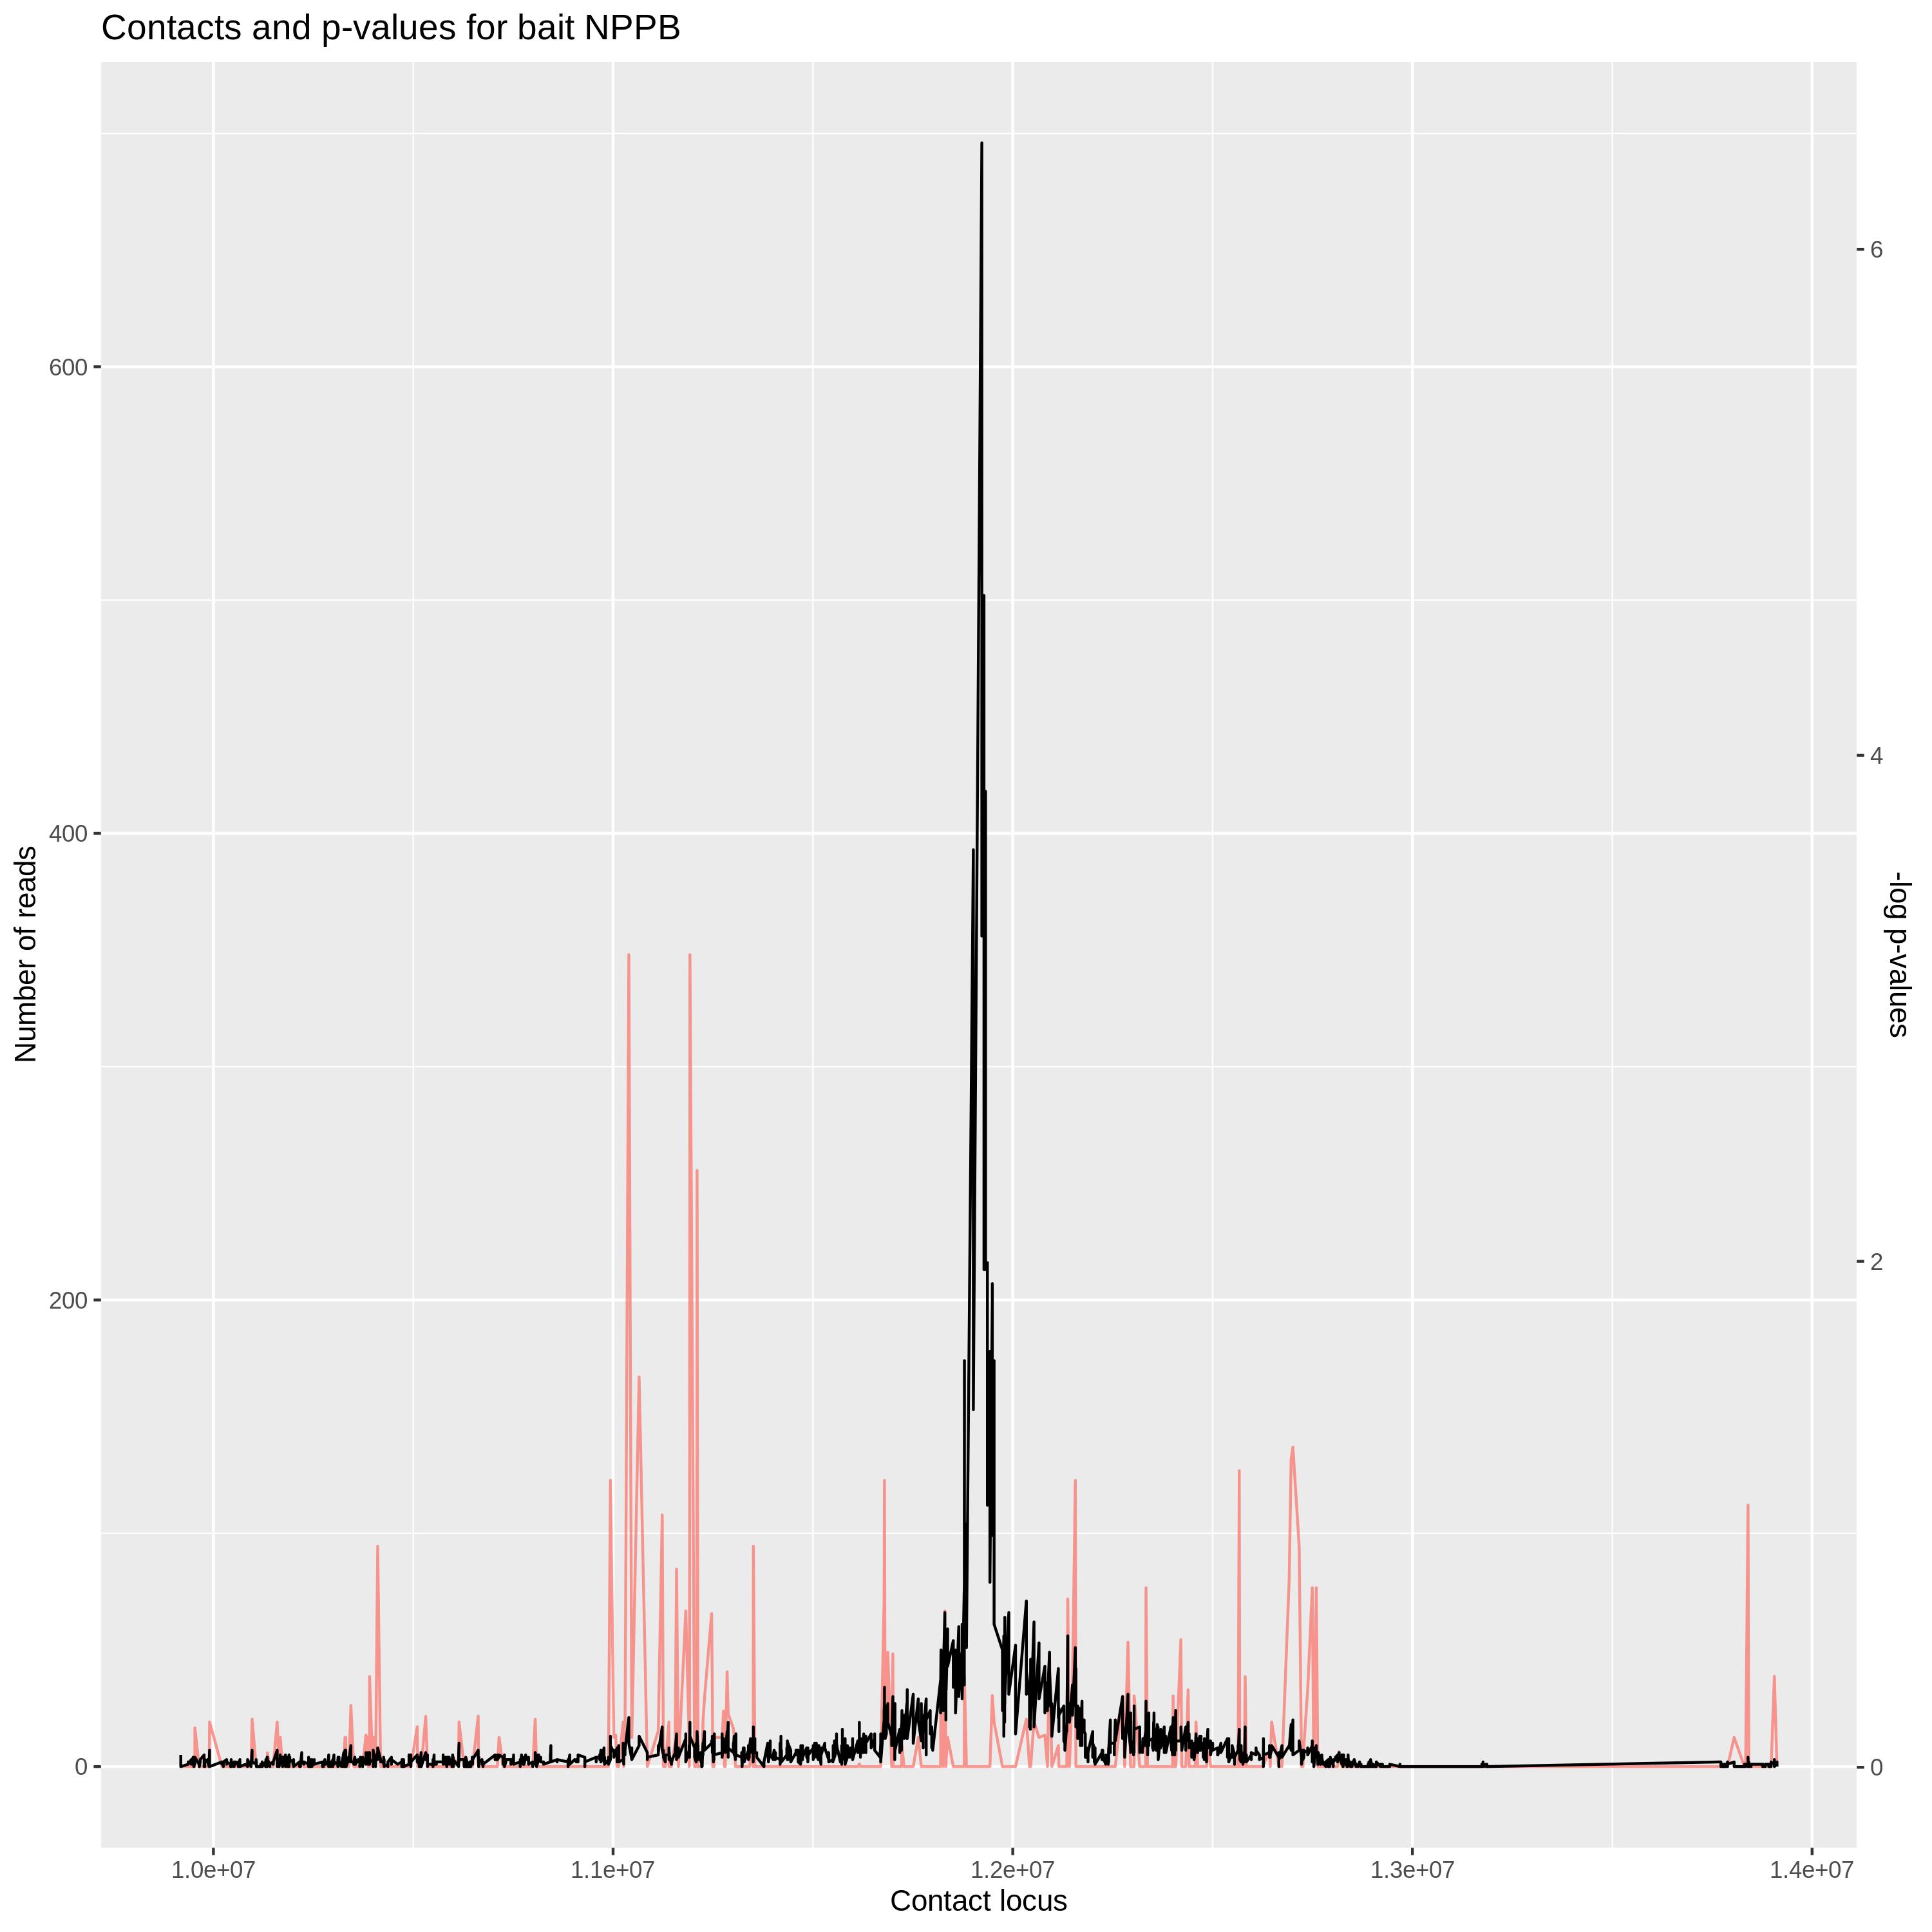 Contacts and p-values for bait NPPB
600
400
200
0
Number of reads
6
4
2
0
-log p-values
1.0e+07 1.1e+07 1.2e+07 1.3e+07 1.4e+07
Contact locus